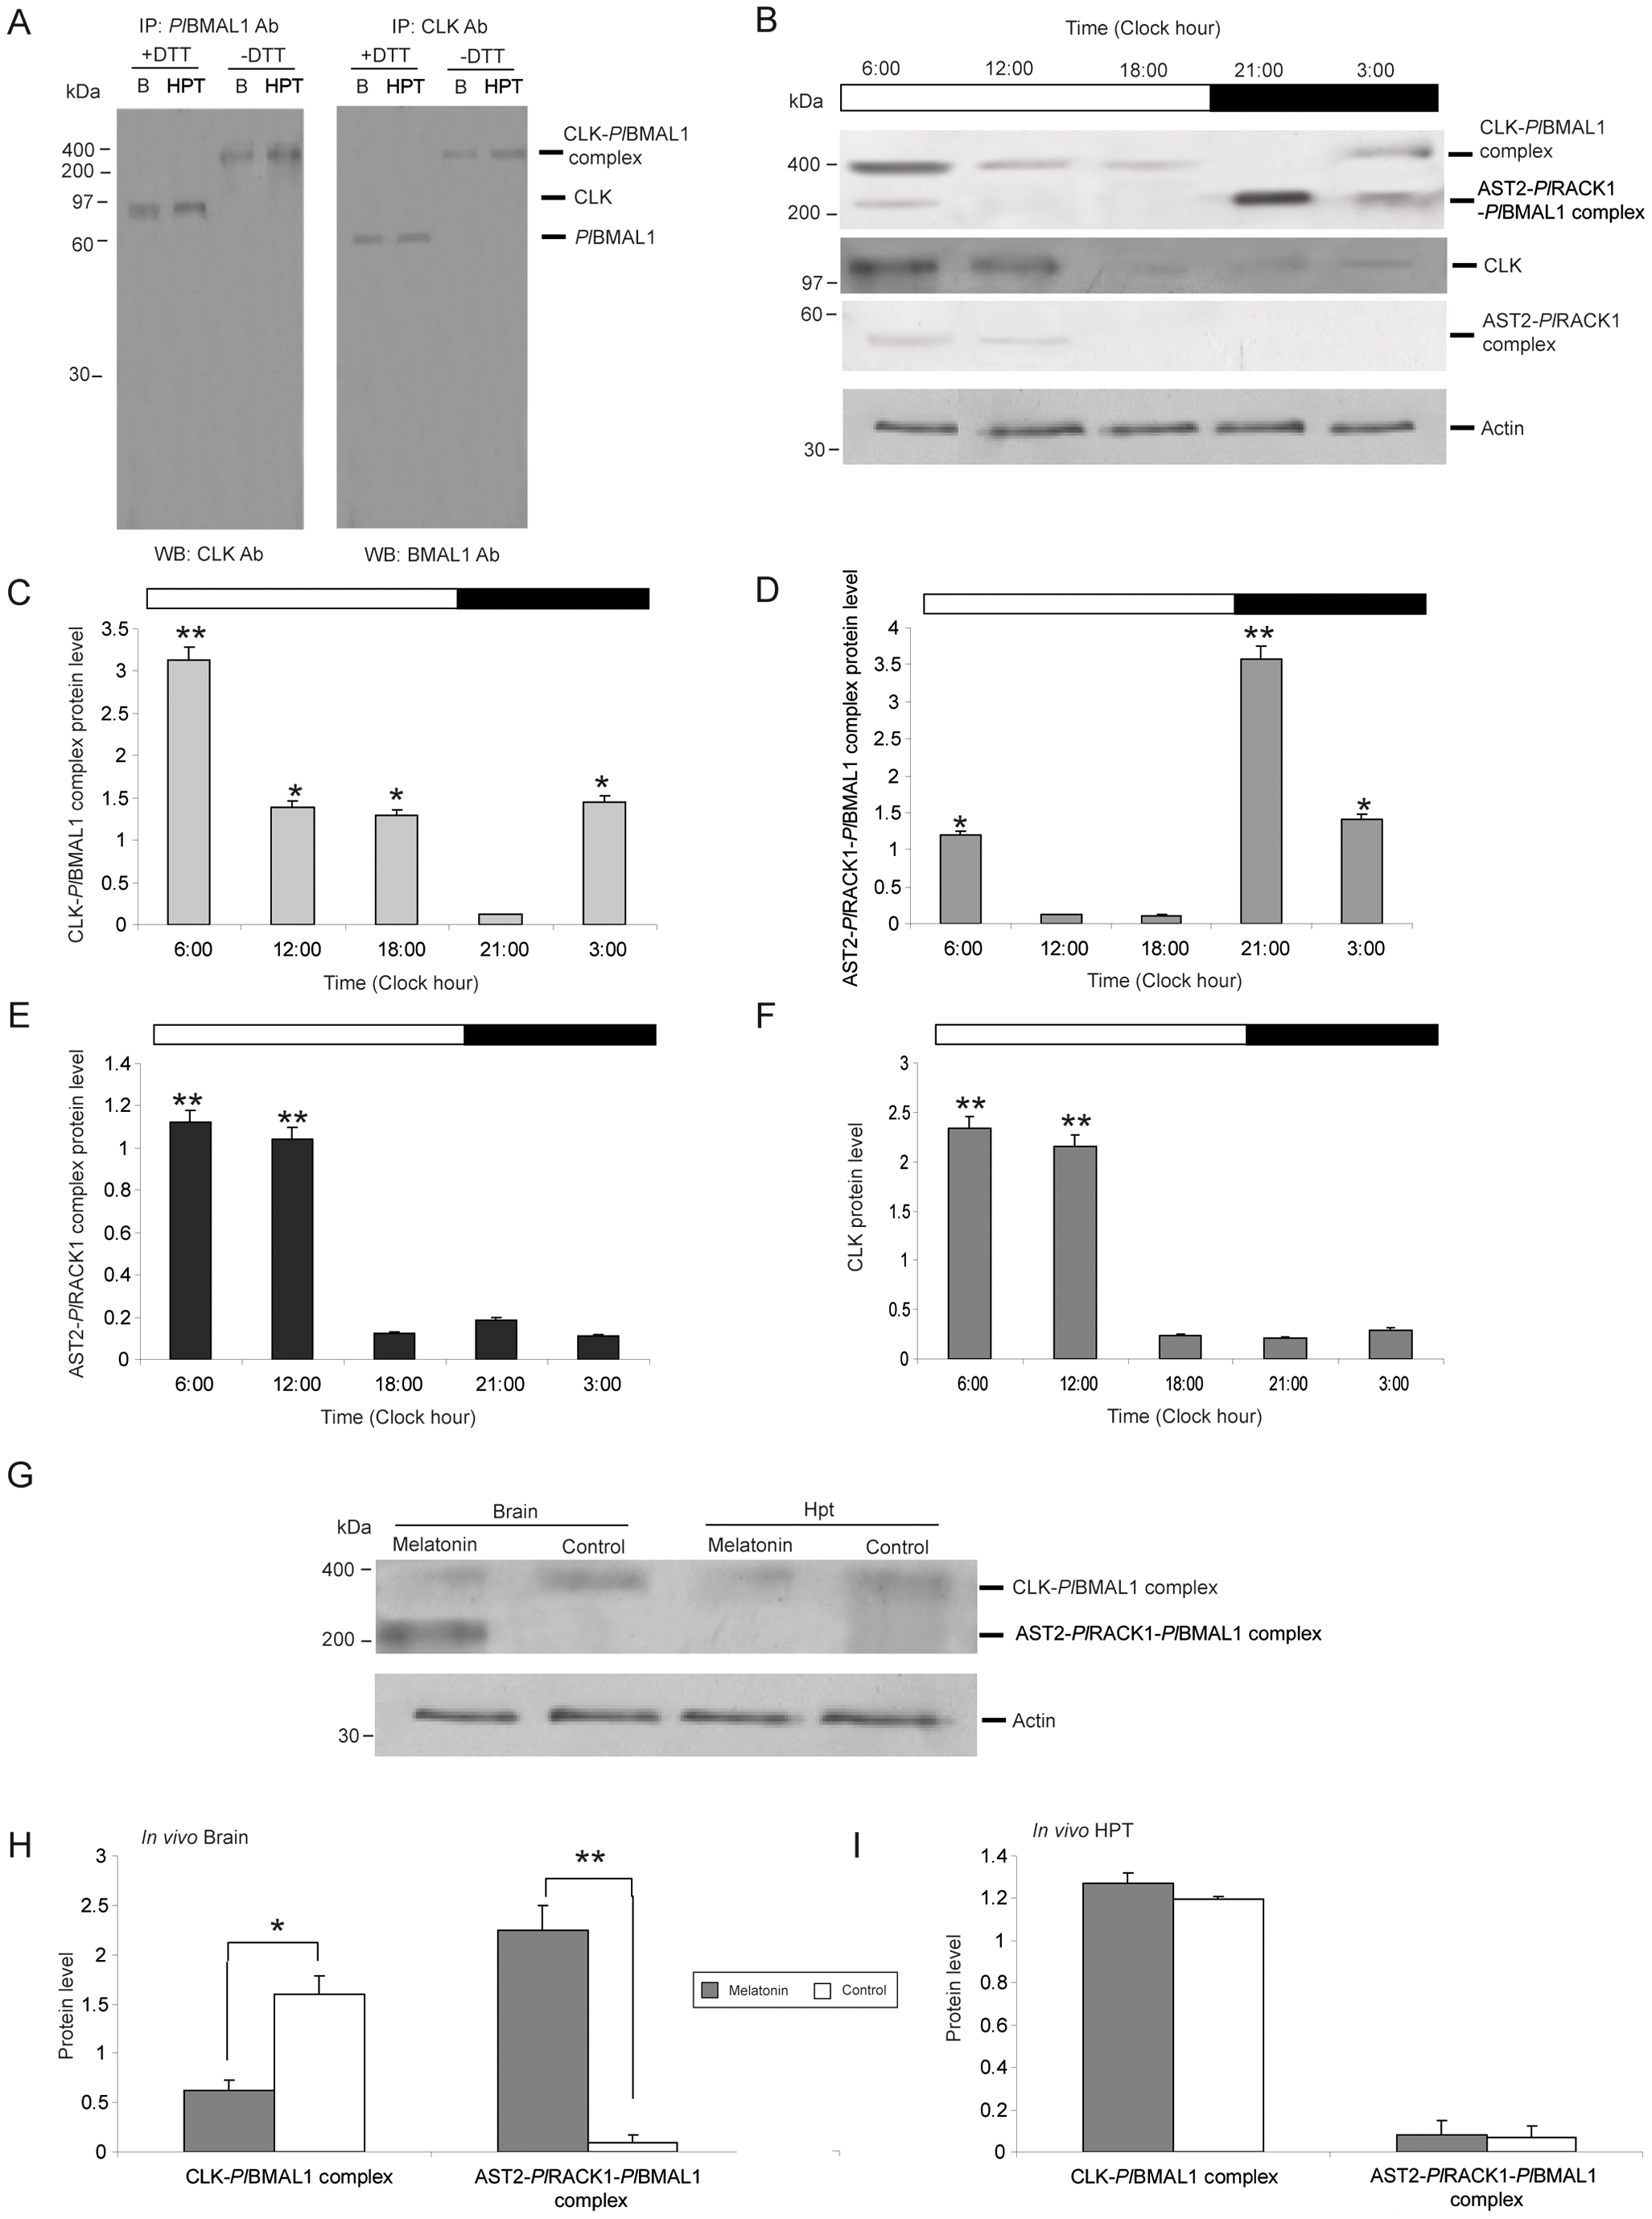 A
IP: PlBMAL1 Ab
IP: CLK Ab
+DTT
-DTT
+DTT
-DTT
B HPT B HPT
B HPT B HPT
kDa
400
200
97
60
30
CLK-PlBMAL1
complex
CLK
PlBMAL1
WB: CLK Ab
WB: BMAL1 Ab
B
Time (Clock hour)
6:00 12:00 18:00 21:00 3:00
kDa
400
200
97
60
30
CLK-PlBMAL1
complex
AST2-PlRACK1
-PlBMAL1 complex
CLK
AST2-PlRACK1
complex
Actin
C
CLK-PlBMAL1 complex protein level
3.5
3
2.5
2
1.5
1
0.5
0
**
*
*
*
6:00 12:00 18:00 21:00 3:00
Time (Clock hour)
D
AST2-PlRACK1-PlBMAL1 complex protein level
4
3.5
3
2.5
2
1.5
1
0.5
0
*
**
*
6:00 12:00 18:00 21:00 3:00
Time (Clock hour)
E
AST2-PlRACK1 complex protein level
1.4
1.2
1
0.8
0.6
0.4
0.2
0
**
**
6:00 12:00 18:00 21:00 3:00
Time (Clock hour)
F
CLK protein level
3
2.5
2
1.5
1
0.5
0
**
**
6:00 12:00 18:00 21:00 3:00
Time (Clock hour)
G
Brain
Hpt
kDa
Melatonin Control Melatonin Control
400
200
30
CLK-PlBMAL1 complex
AST2-PlRACK1-PlBMAL1 complex
Actin
H
In vivo Brain
Protein level
3
2.5
2
1.5
1
0.5
0
*
**
CLK-PlBMAL1 complex
AST2-PlRACK1-PlBMAL1
complex
Melatonin Control
I
In vivo HPT
Protein level
1.4
1.2
1
0.8
0.6
0.4
0.2
0
CLK-PlBMAL1 complex
AST2-PlRACK1-PlBMAL1
complex